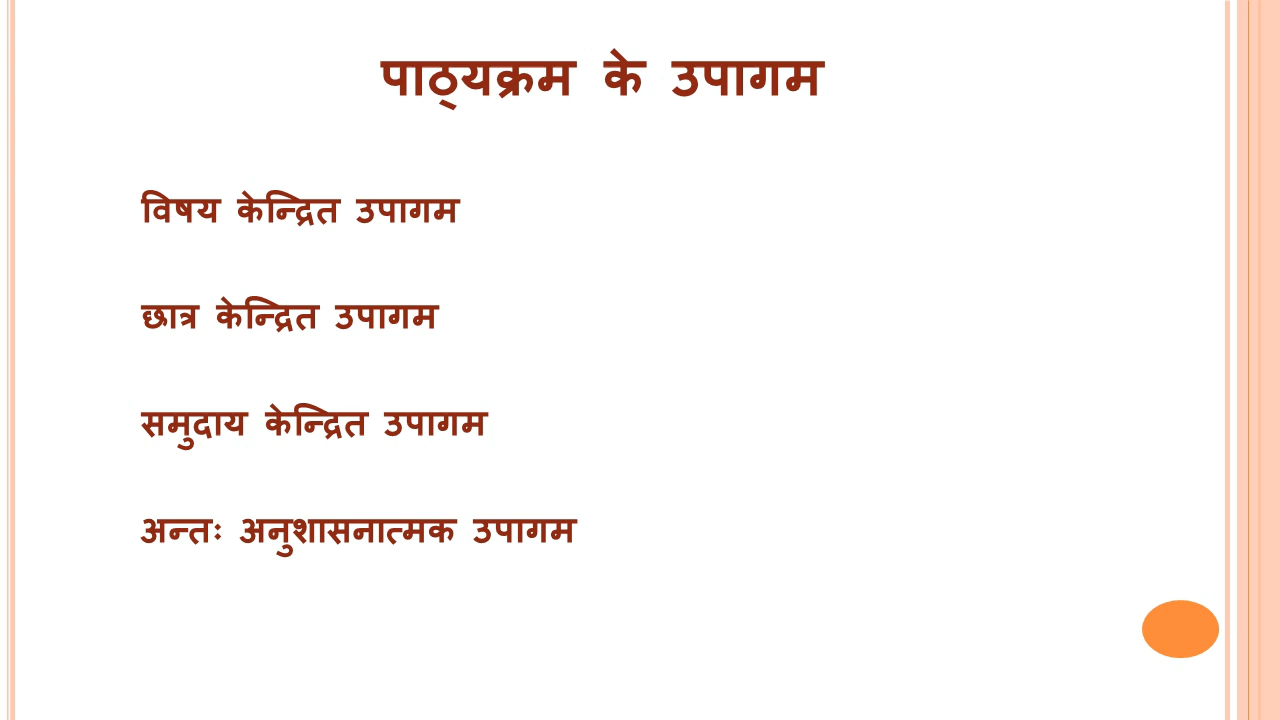 पाठ्यक्रम के उपागम
विषय केन्द्रित उपागम
छात्र केन्द्रित उपागम
समुदाय केन्द्रित उपागम
अन्तः अनुशासनात्मक उपागम